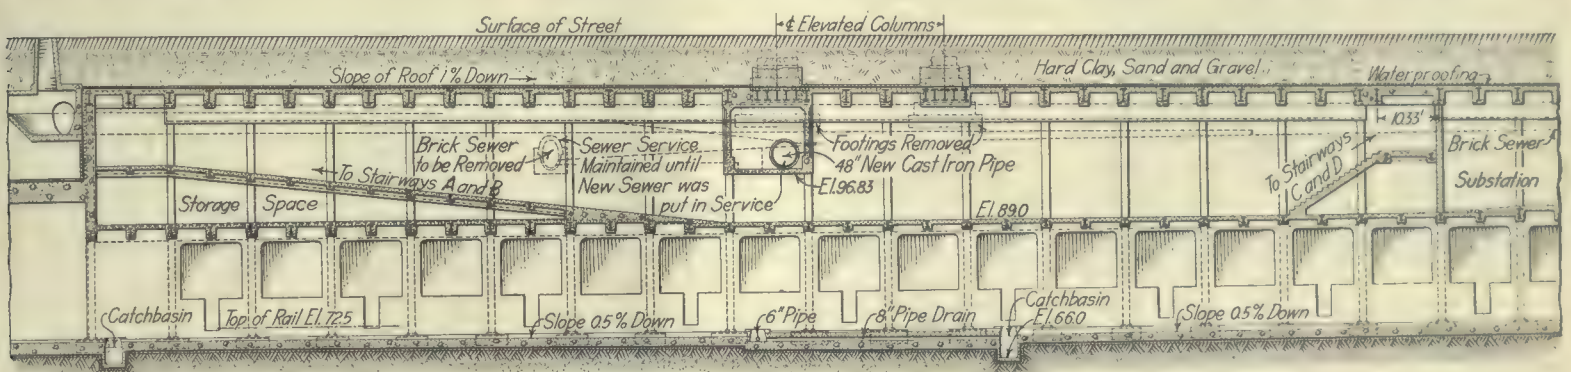 Surface of Street
℄ Elevated Columns
Slope of Roof 1% Down
Hard Clay, Sand and Gravel
Waterproofing
10.33'
Brick Sewer
to be Removed
Sewer Service
Maintained until
New Sewer was
put in Service
Footings Removed
48" New Cast Iron Pipe
El.96.83
To Stairways A and B
Storage Space
El. 89.0
To Stairways
C and D
Brick Sewer
Substation
Catchbasin
Top of Rail El. 72.5
Slope 0.5% Down
6" Pipe
8" Pipe Drain
Catchbasin
El. 66.0
Slope 0.5% Down